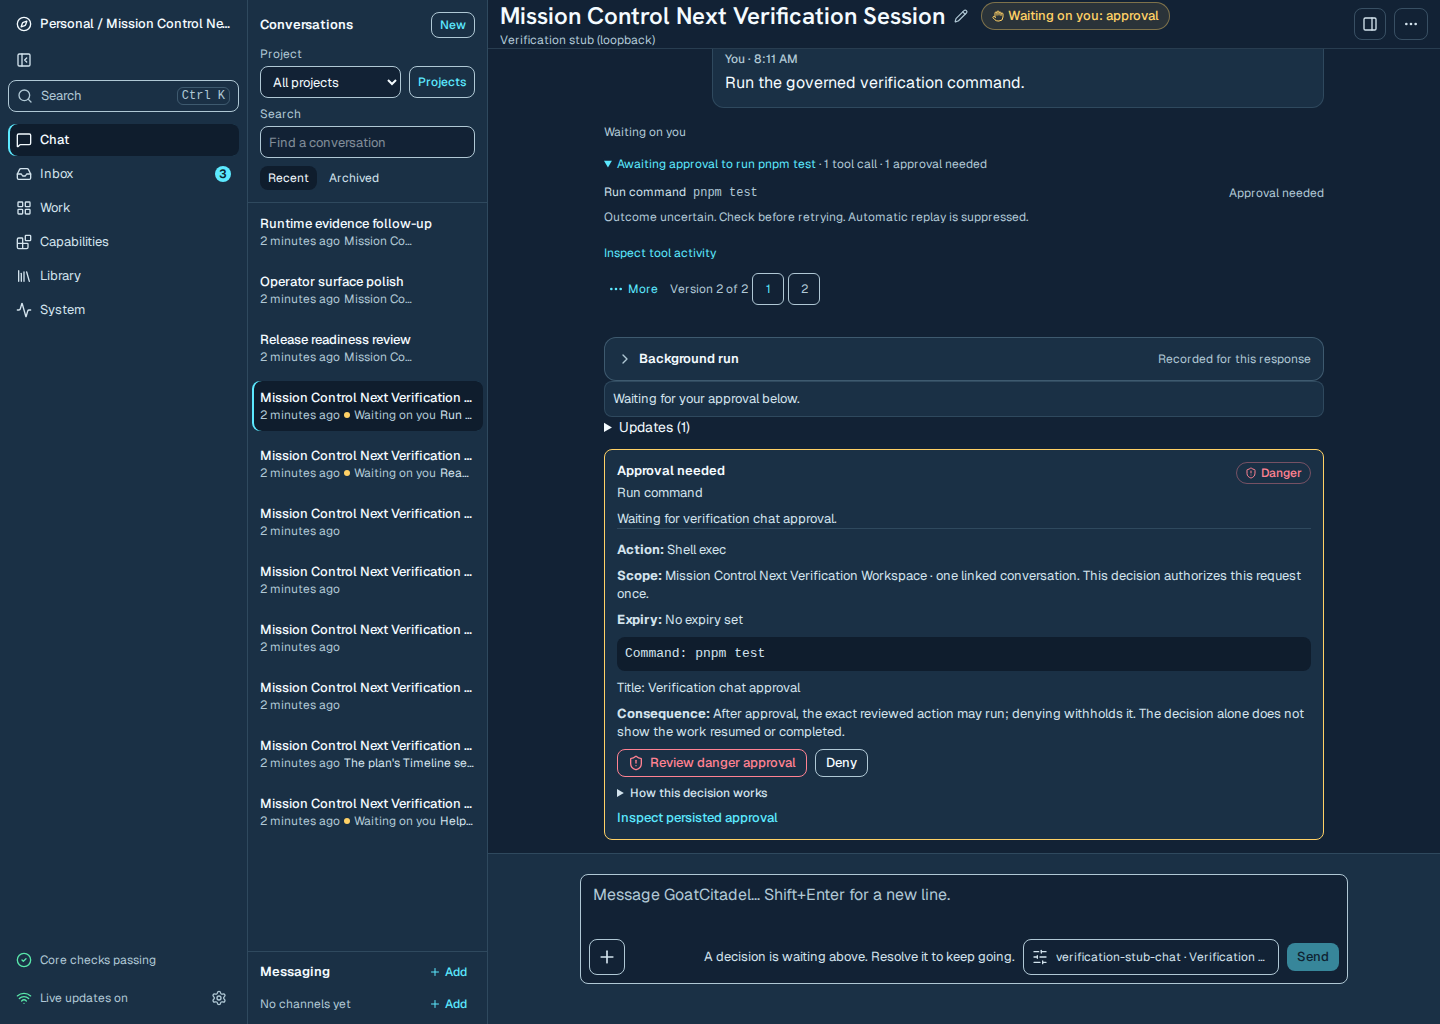 Personal / Mission Control Ne...
Search
Ctrl K
Chat
Inbox
3
Work
Capabilities
Library
System
Core checks passing
Live updates on
Conversations
New
Project
All projects
Projects
Search
Find a conversation
Recent
Archived
Runtime evidence follow-up
2 minutes ago Mission Co...
Operator surface polish
2 minutes ago Mission Co...
Release readiness review
2 minutes ago Mission Co...
Mission Control Next Verification ...
2 minutes ago Waiting on you Run ...
Mission Control Next Verification ...
2 minutes ago Waiting on you Rea...
Mission Control Next Verification ...
2 minutes ago
Mission Control Next Verification ...
2 minutes ago
Mission Control Next Verification ...
2 minutes ago
Mission Control Next Verification ...
2 minutes ago
Mission Control Next Verification ...
2 minutes ago The plan's Timeline se...
Mission Control Next Verification ...
2 minutes ago Waiting on you Help...
Messaging
+ Add
No channels yet
+ Add
Mission Control Next Verification Session
Waiting on you: approval
Verification stub (loopback)
You · 8:11 AM
Run the governed verification command.
Waiting on you
Awaiting approval to run pnpm test · 1 tool call · 1 approval needed
Run command pnpm test
Approval needed
Outcome uncertain. Check before retrying. Automatic replay is suppressed.
Inspect tool activity
More
Version 2 of 2
1
2
Background run
Recorded for this response
Waiting for your approval below.
Updates (1)
Approval needed
Danger
Run command
Waiting for verification chat approval.
Action: Shell exec
Scope: Mission Control Next Verification Workspace · one linked conversation. This decision authorizes this request
once.
Expiry: No expiry set
Command: pnpm test
Title: Verification chat approval
Consequence: After approval, the exact reviewed action may run; denying withholds it. The decision alone does not
show the work resumed or completed.
Review danger approval
Deny
How this decision works
Inspect persisted approval
Message GoatCitadel... Shift+Enter for a new line.
A decision is waiting above. Resolve it to keep going.
verification-stub-chat · Verification ...
Send